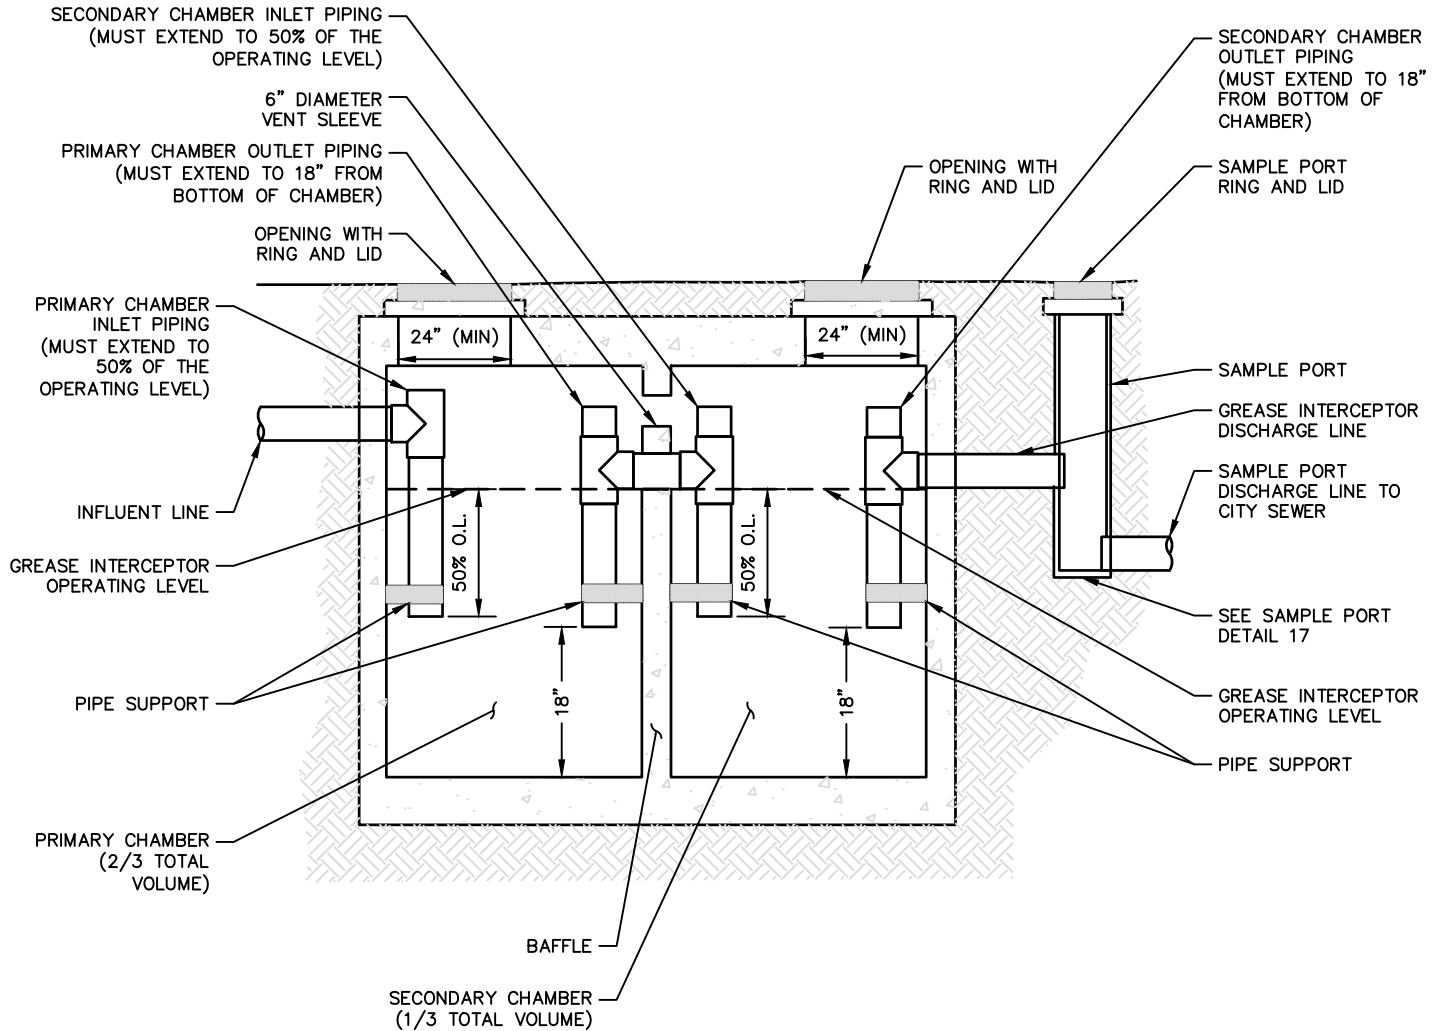 SECONDARY CHAMBER INLET PIPING
(MUST EXTEND TO 50% OF THE
OPERATING LEVEL)
6" DIAMETER
VENT SLEEVE
PRIMARY CHAMBER OUTLET PIPING
(MUST EXTEND TO 18" FROM
BOTTOM OF CHAMBER)
OPENING WITH
RING AND LID
PRIMARY CHAMBER
INLET PIPING
(MUST EXTEND TO
50% OF THE
OPERATING LEVEL)
INFLUENT LINE
GREASE INTERCEPTOR
OPERATING LEVEL
PIPE SUPPORT
PRIMARY CHAMBER
(2/3 TOTAL
VOLUME)
BAFFLE
SECONDARY CHAMBER
(1/3 TOTAL VOLUME)
24" (MIN)
24" (MIN)
50% O.L.
50% O.L.
18"
18"
OPENING WITH
RING AND LID
SECONDARY CHAMBER
OUTLET PIPING
(MUST EXTEND TO 18"
FROM BOTTOM OF
CHAMBER)
SAMPLE PORT
RING AND LID
SAMPLE PORT
GREASE INTERCEPTOR
DISCHARGE LINE
SAMPLE PORT
DISCHARGE LINE TO
CITY SEWER
SEE SAMPLE PORT
DETAIL 17
GREASE INTERCEPTOR
OPERATING LEVEL
PIPE SUPPORT